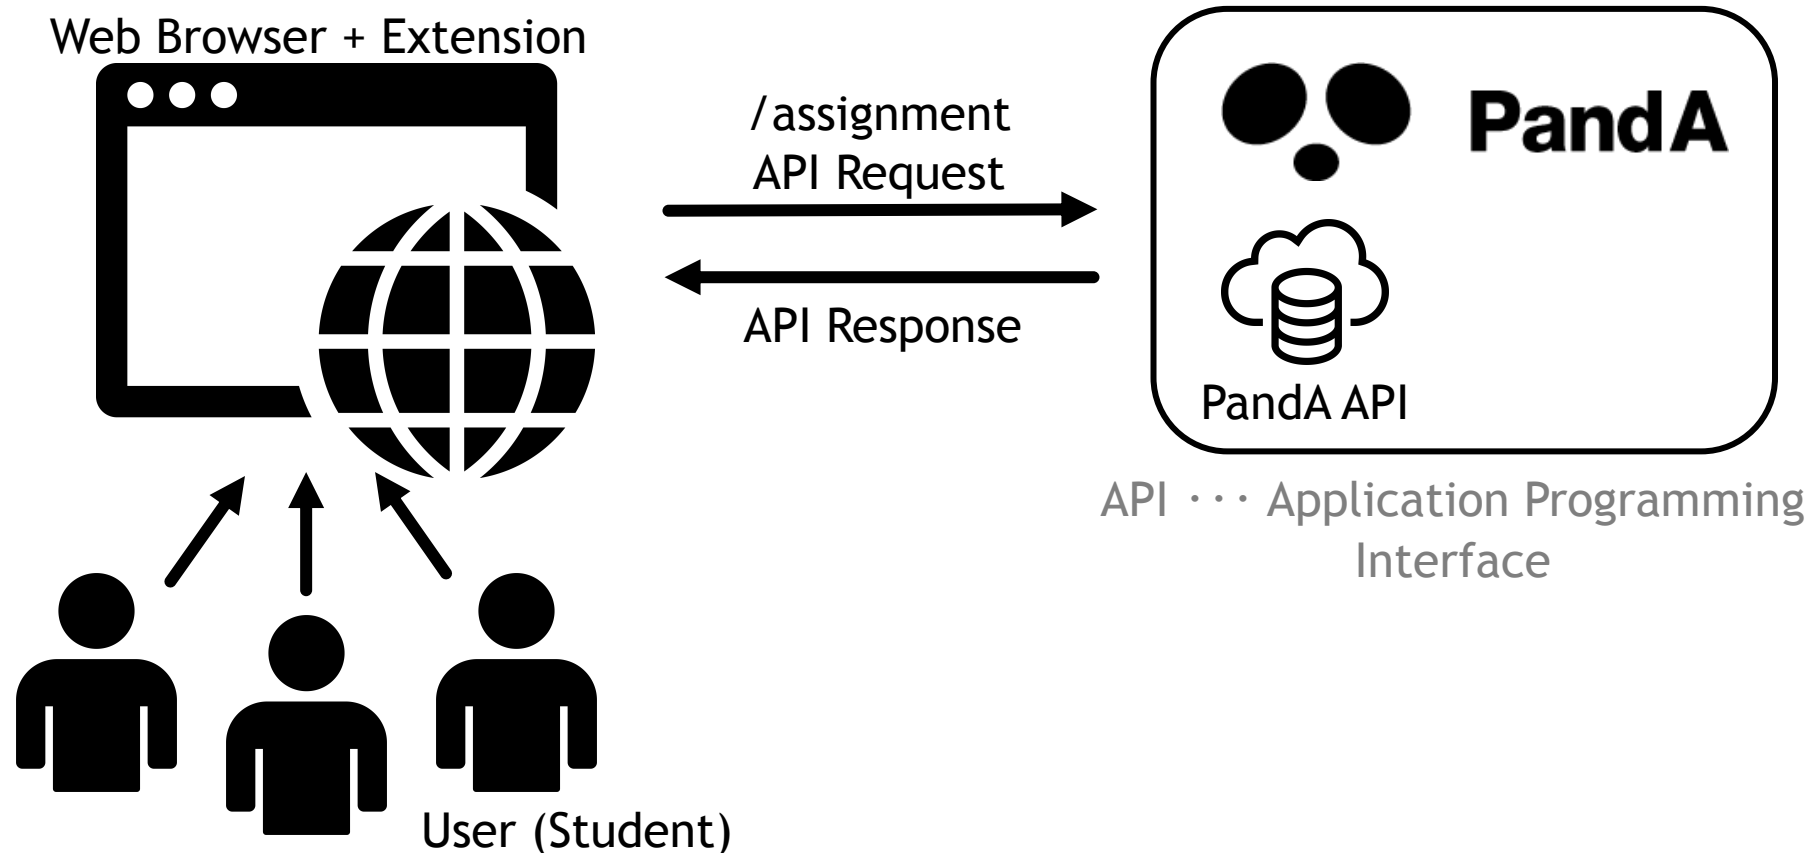 Web Browser + Extension
/assignment
API Request
API Response
PandA
PandA API
API ··· Application Programming
Interface
User (Student)